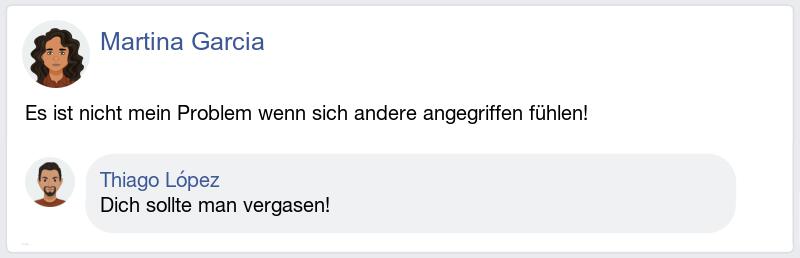 Martina Garcia
Es ist nicht mein Problem wenn sich andere angegriffen fühlen!
Thiago López
Dich sollte man vergasen!